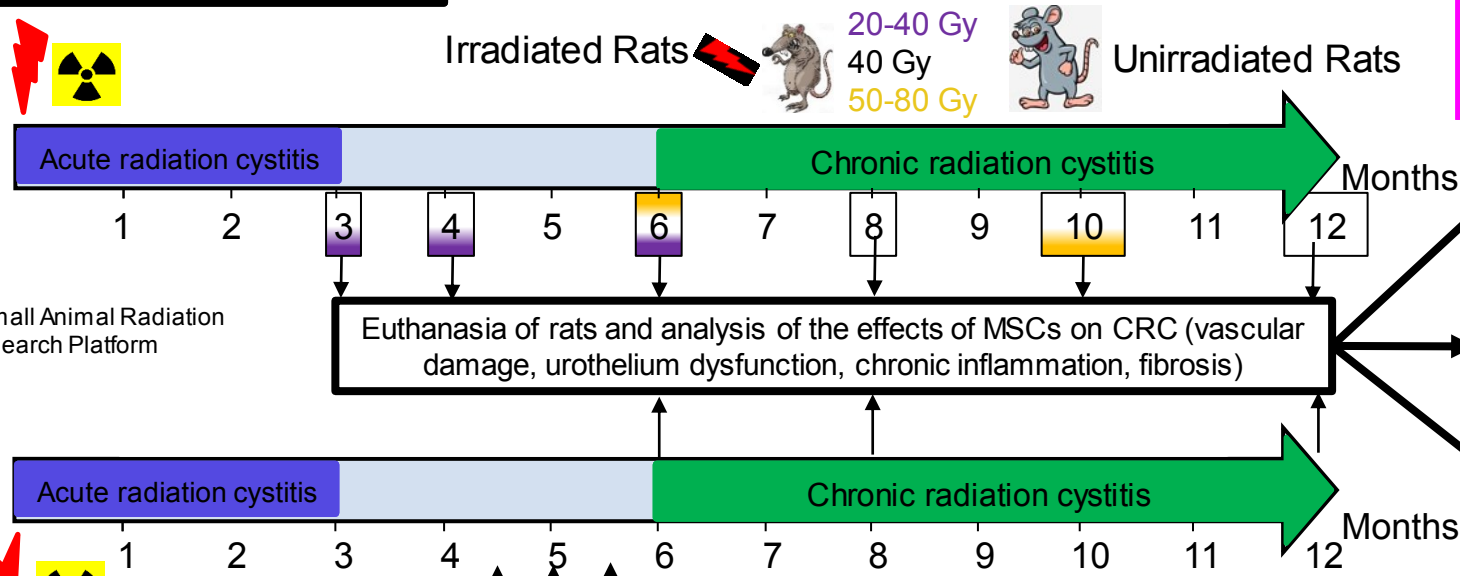 Irradiated Rats
20-40 Gy
40 Gy
50-80 Gy
Unirradiated Rats
Acute radiation cystitis
Chronic radiation cystitis
Months
1 2 3 4 5 6 7 8 9 10 11 12
Animal Radiation
Platform
Euthanasia of rats and analysis of the effects of MSCs on CRC (vascular
damage, urothelium dysfunction, chronic inflammation, fibrosis)
Acute radiation cystitis
Chronic radiation cystitis
Months
1 2 3 4 5 6 7 8 9 10 11 12